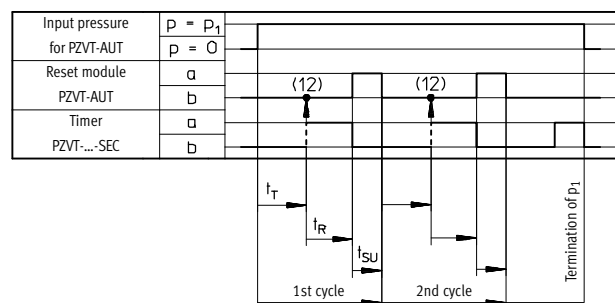 Input pressure
for PZVT-AUT
p = p1
p = 0
Reset module
PZVT-AUT
a
b
(12) (12)
Timer
PZVT-...-SEC
a
b
tT
tR
tSU
1st cycle 2nd cycle
Termination of p1